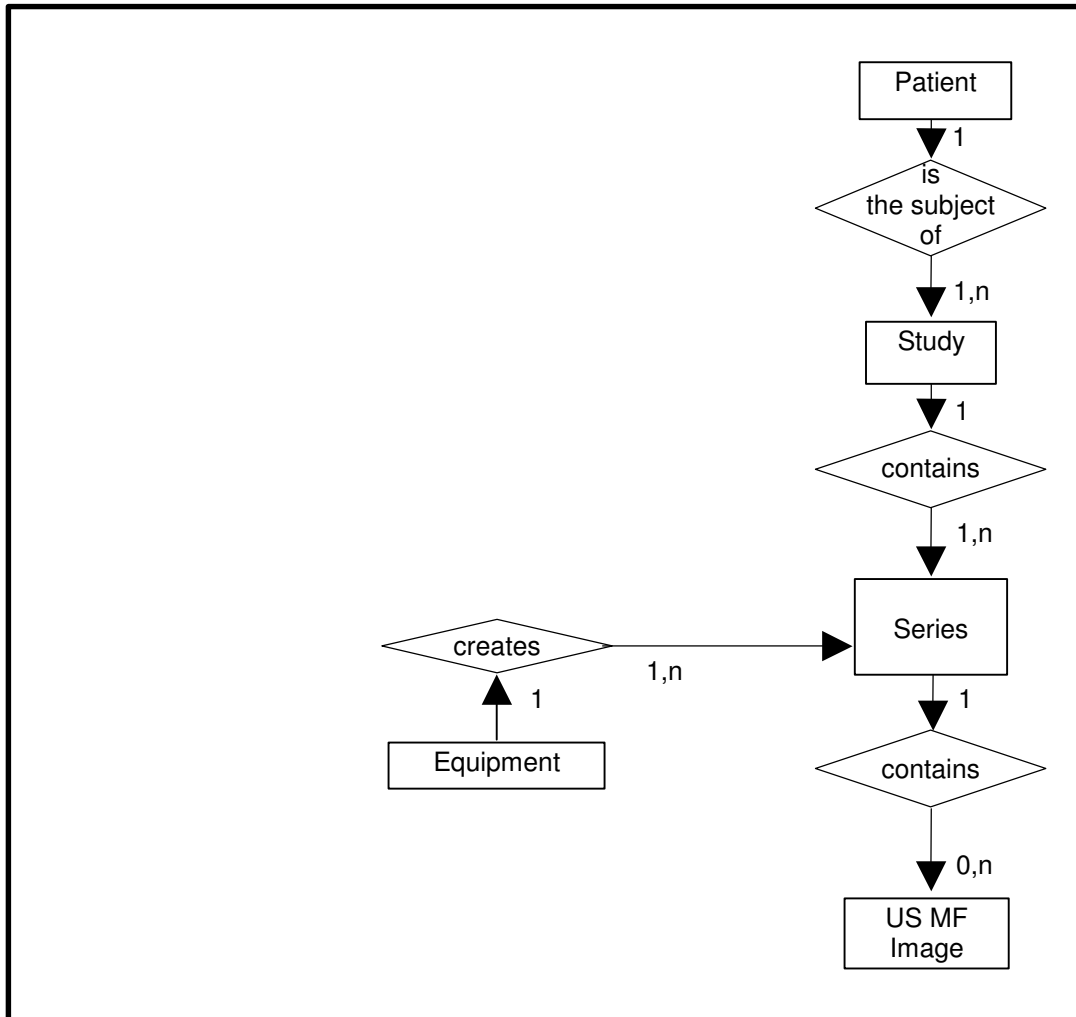 Patient
1
is
the subject
of
1,n
Study
1
contains
1,n
Series
creates
1,n
1
1
Equipment
contains
0,n
US MF
Image